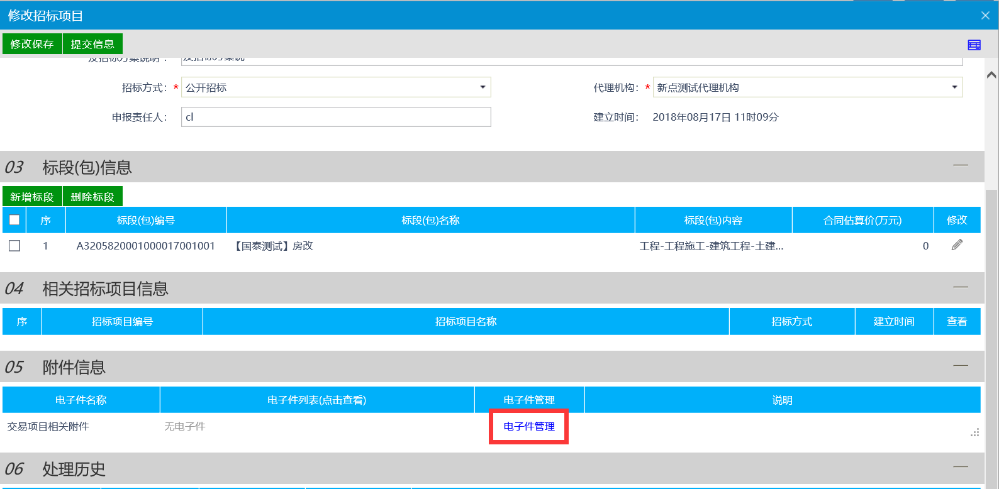 修改招标项目
修改保存 提交信息
及招标方案说明： 及招标方案说
招标方式：* 公开招标 代理机构：* 新点测试代理机构
申报责任人： cl 建立时间： 2018年08月17日 11时09分
03 标段(包)信息
新增标段 删除标段
序 标段(包)编号 标段(包)名称 标段(包)内容 合同估算价(万元) 修改
1 A3205820001000017001001 【国泰测试】房改 工程-工程施工-建筑工程-土建... 0
04 相关招标项目信息
序 招标项目编号 招标项目名称 招标方式 建立时间 查看
05 附件信息
电子件名称 电子件列表(点击查看) 电子件管理 说明
交易项目相关附件 无电子件 电子件管理
06 处理历史